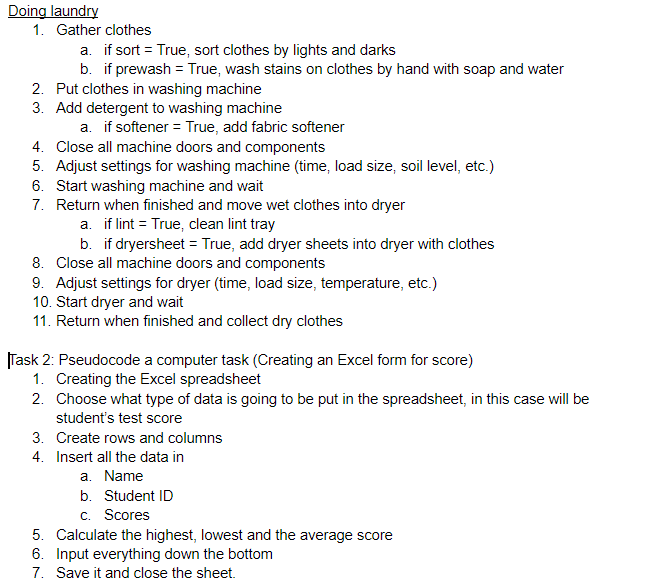 Doing laundry
1. Gather clothes
a. if sort = True, sort clothes by lights and darks
b. if prewash = True, wash stains on clothes by hand with soap and water
2. Put clothes in washing machine
3. Add detergent to washing machine
a. if softener = True, add fabric softener
4. Close all machine doors and components
5. Adjust settings for washing machine (time, load size, soil level, etc.)
6. Start washing machine and wait
7. Return when finished and move wet clothes into dryer
a. if lint = True, clean lint tray
b. if dryersheet = True, add dryer sheets into dryer with clothes
8. Close all machine doors and components
9. Adjust settings for dryer (time, load size, temperature, etc.)
10. Start dryer and wait
11. Return when finished and collect dry clothes
Task 2: Pseudocode a computer task (Creating an Excel form for score)
1. Creating the Excel spreadsheet
2. Choose what type of data is going to be put in the spreadsheet, in this case will be
student's test score
3. Create rows and columns
4. Insert all the data in
a. Name
b. Student ID
c. Scores
5. Calculate the highest, lowest and the average score
6. Input everything down the bottom
7. Save it and close the sheet.